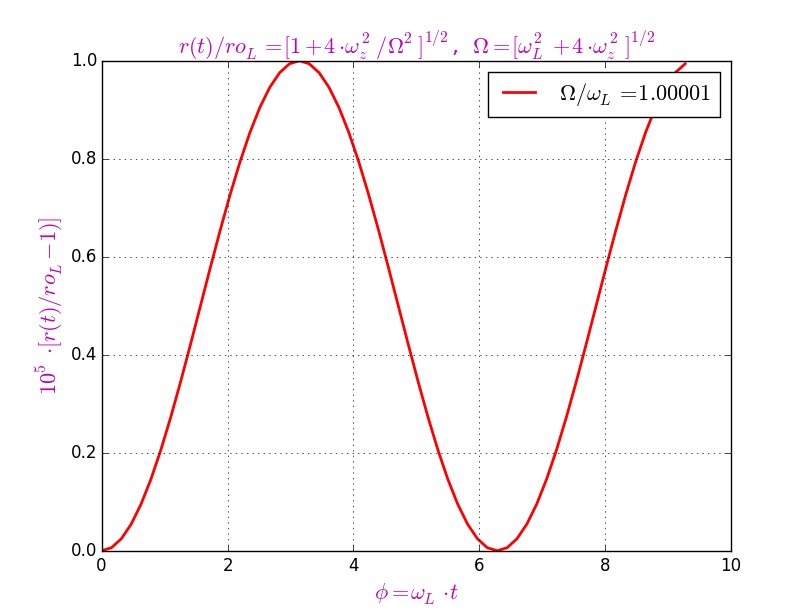 r(t)/ro_L = [1+4·ω_z^2/Ω^2]^{1/2}, Ω=[ω_L^2+4·ω_z^2]^{1/2}
Ω/ω_L =1.00001
10^5 ·[r(t)/ro_L −1)]
1.0
0.8
0.6
0.4
0.2
0.0
0 2 4 6 8 10
ϕ=ω_L ·t